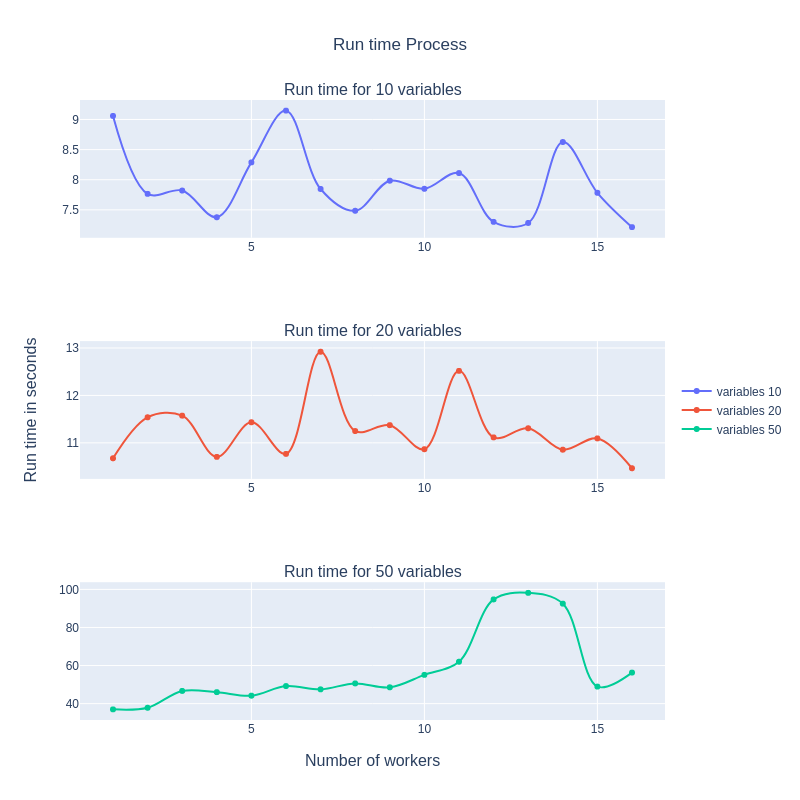 Run time Process
Run time for 10 variables
9
8.5
8
7.5
5 10 15
Run time for 20 variables
13
12
11
5 10 15
Run time in seconds
variables 10
variables 20
variables 50
Run time for 50 variables
100
80
60
40
5 10 15
Number of workers